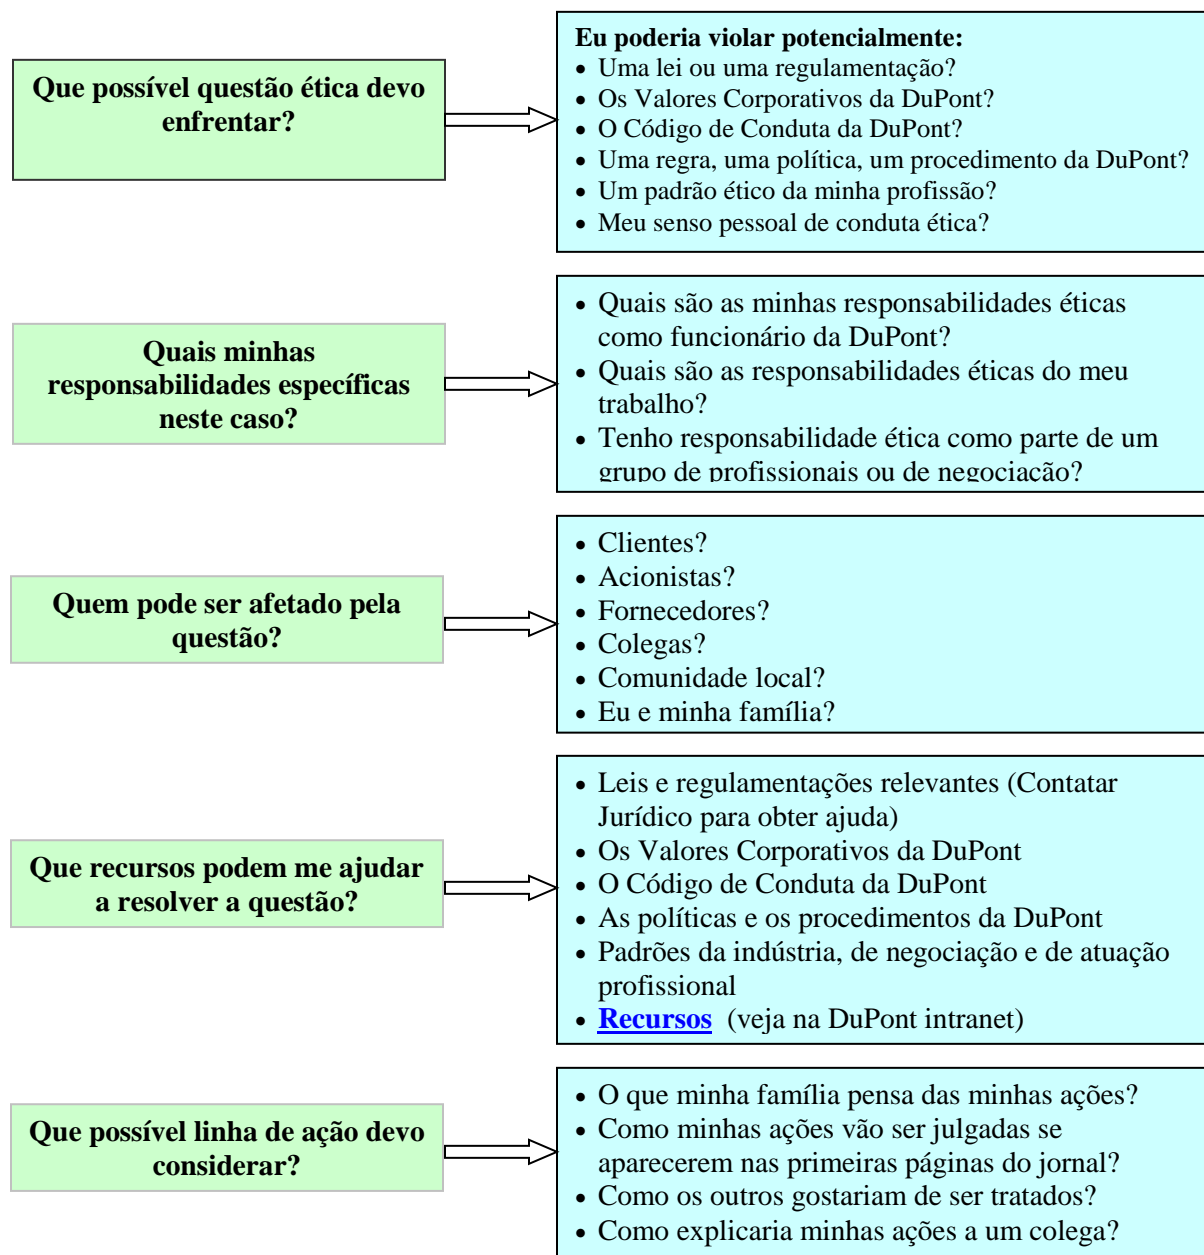 Que possível questão ética devo
enfrentar?
Eu poderia violar potencialmente:
• Uma lei ou uma regulamentação?
• Os Valores Corporativos da DuPont?
• O Código de Conduta da DuPont?
• Uma regra, uma política, um procedimento da DuPont?
• Um padrão ético da minha profissão?
• Meu senso pessoal de conduta ética?
Quais minhas
responsabilidades específicas
neste caso?
• Quais são as minhas responsabilidades éticas
como funcionário da DuPont?
• Quais são as responsabilidades éticas do meu
trabalho?
• Tenho responsabilidade ética como parte de um
grupo de profissionais ou de negociação?
Quem pode ser afetado pela
questão?
• Clientes?
• Acionistas?
• Fornecedores?
• Colegas?
• Comunidade local?
• Eu e minha família?
Que recursos podem me ajudar
a resolver a questão?
• Leis e regulamentações relevantes (Contatar
Jurídico para obter ajuda)
• Os Valores Corporativos da DuPont
• O Código de Conduta da DuPont
• As políticas e os procedimentos da DuPont
• Padrões da indústria, de negociação e de atuação
profissional
• Recursos (veja na DuPont intranet)
Que possível linha de ação devo
considerar?
• O que minha família pensa das minhas ações?
• Como minhas ações vão ser julgadas se
aparecerem nas primeiras páginas do jornal?
• Como os outros gostariam de ser tratados?
• Como explicaria minhas ações a um colega?